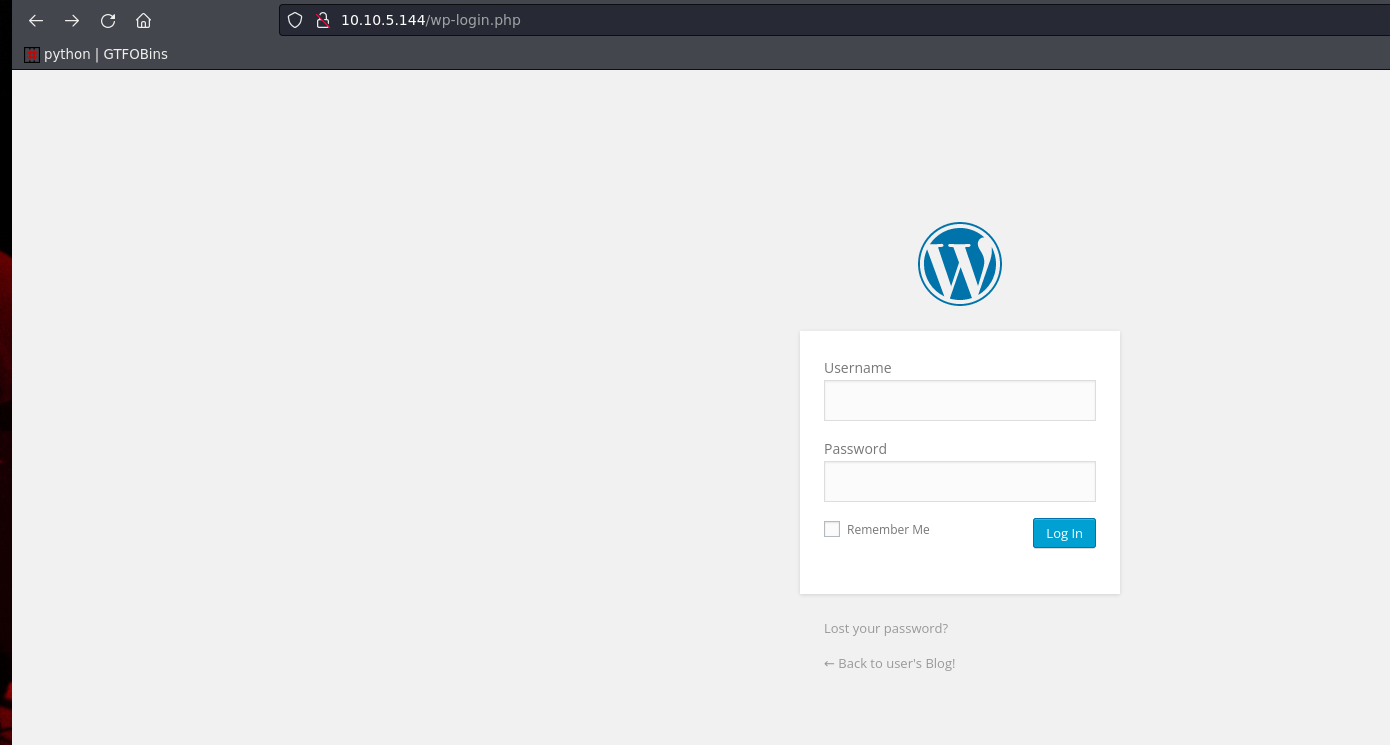 10.10.5.144/wp-login.php
python | GTFOBins
Username
Password
Remember Me
Log In
Lost your password?
← Back to user's Blog!